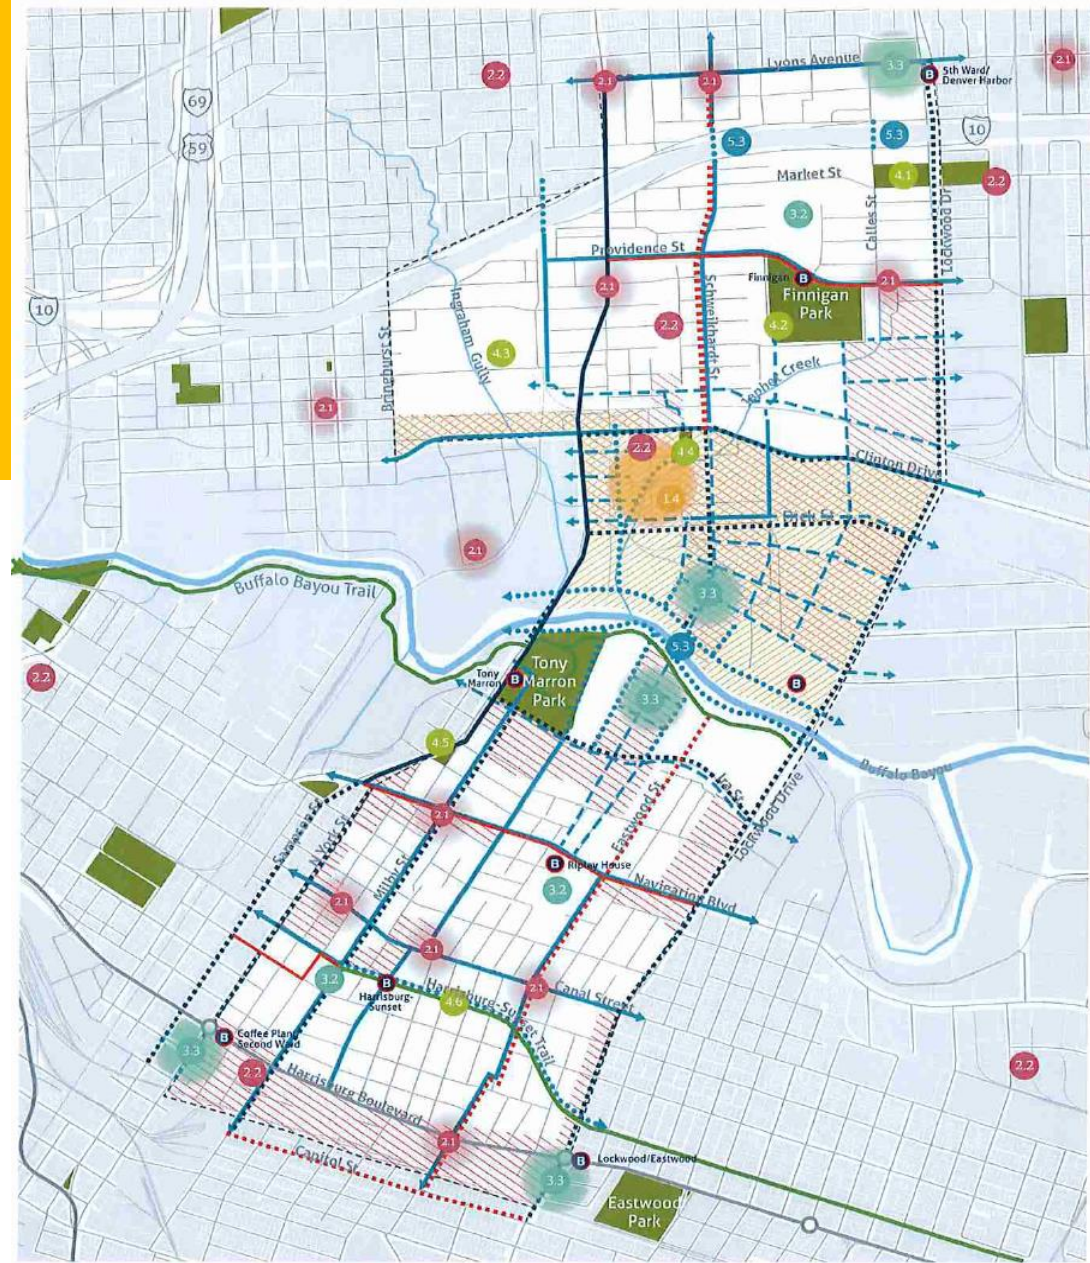 Lyons Avenue
3.3
B
5th Ward/
Denver Harbor
2.1
2.2
2.1
2.1
69
59
5.3
5.3
10
Market St
4.1
2.2
3.2
Calles St
Lockwood Dr
Providence St
Finnigan
B
2.1
2.1
Finnigan
Park
10
Ingraham Gully
Schweikhardt St
2.2
4.2
4.3
Bringhurst St
Japhet Creek
2.1
2.2
4.4
Clinton Drive
1.4
2.1
Buffalo Bayou Trail
3.3
5.3
Tony
Marron
B
Tony
Marron
Park
2.2
3.3
B
4.5
Buffalo Bayou
Lockwood Drive
Eastwood St
N York St
Milby St
2.1
B
Ripley House
3.2
Navigation Blvd
2.1
2.1
3.2
B
Harrisburg-
Sunset
Harrisburg-Sunset Trail
4.6
2.1
Canal Street
B
Coffee Plant/
Second Ward
3.3
2.2
2.2
Harrisburg Boulevard
2.1
Capitol St
B
Lockwood/Eastwood
3.3
Eastwood
Park